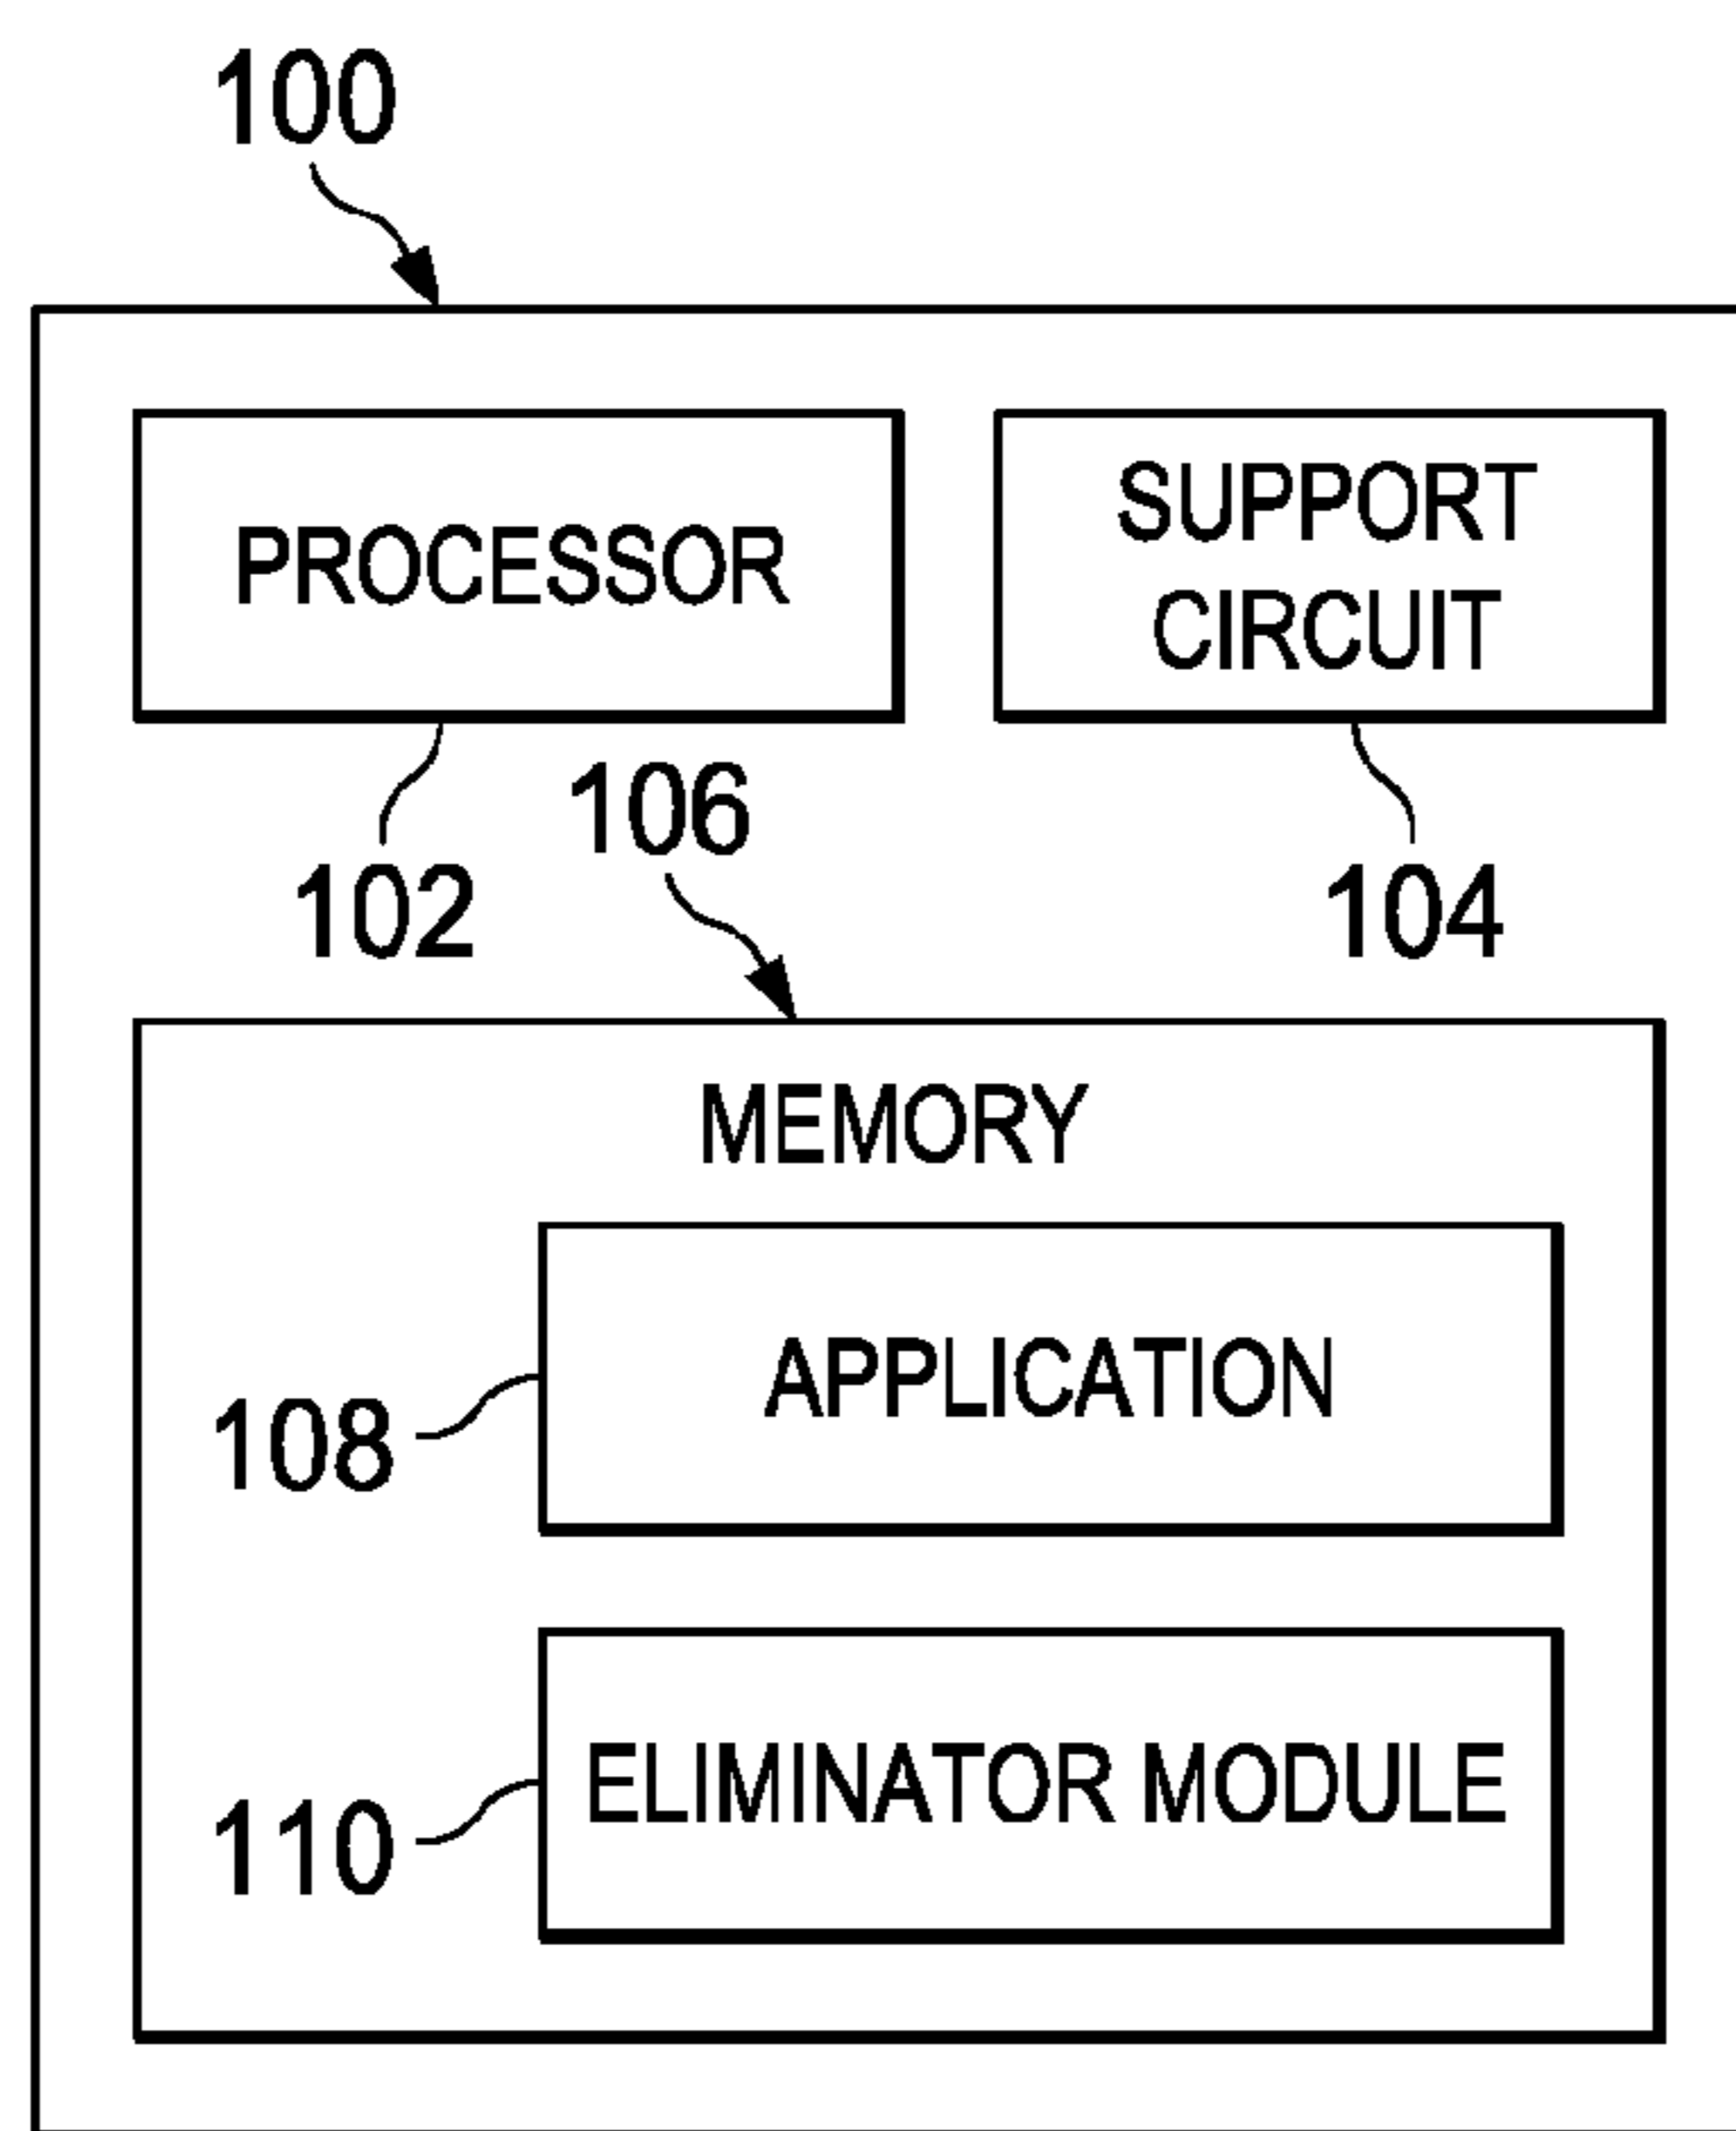 100
PROCESSOR
SUPPORT
CIRCUIT
106
102
104
MEMORY
APPLICATION
108
ELIMINATOR MODULE
110